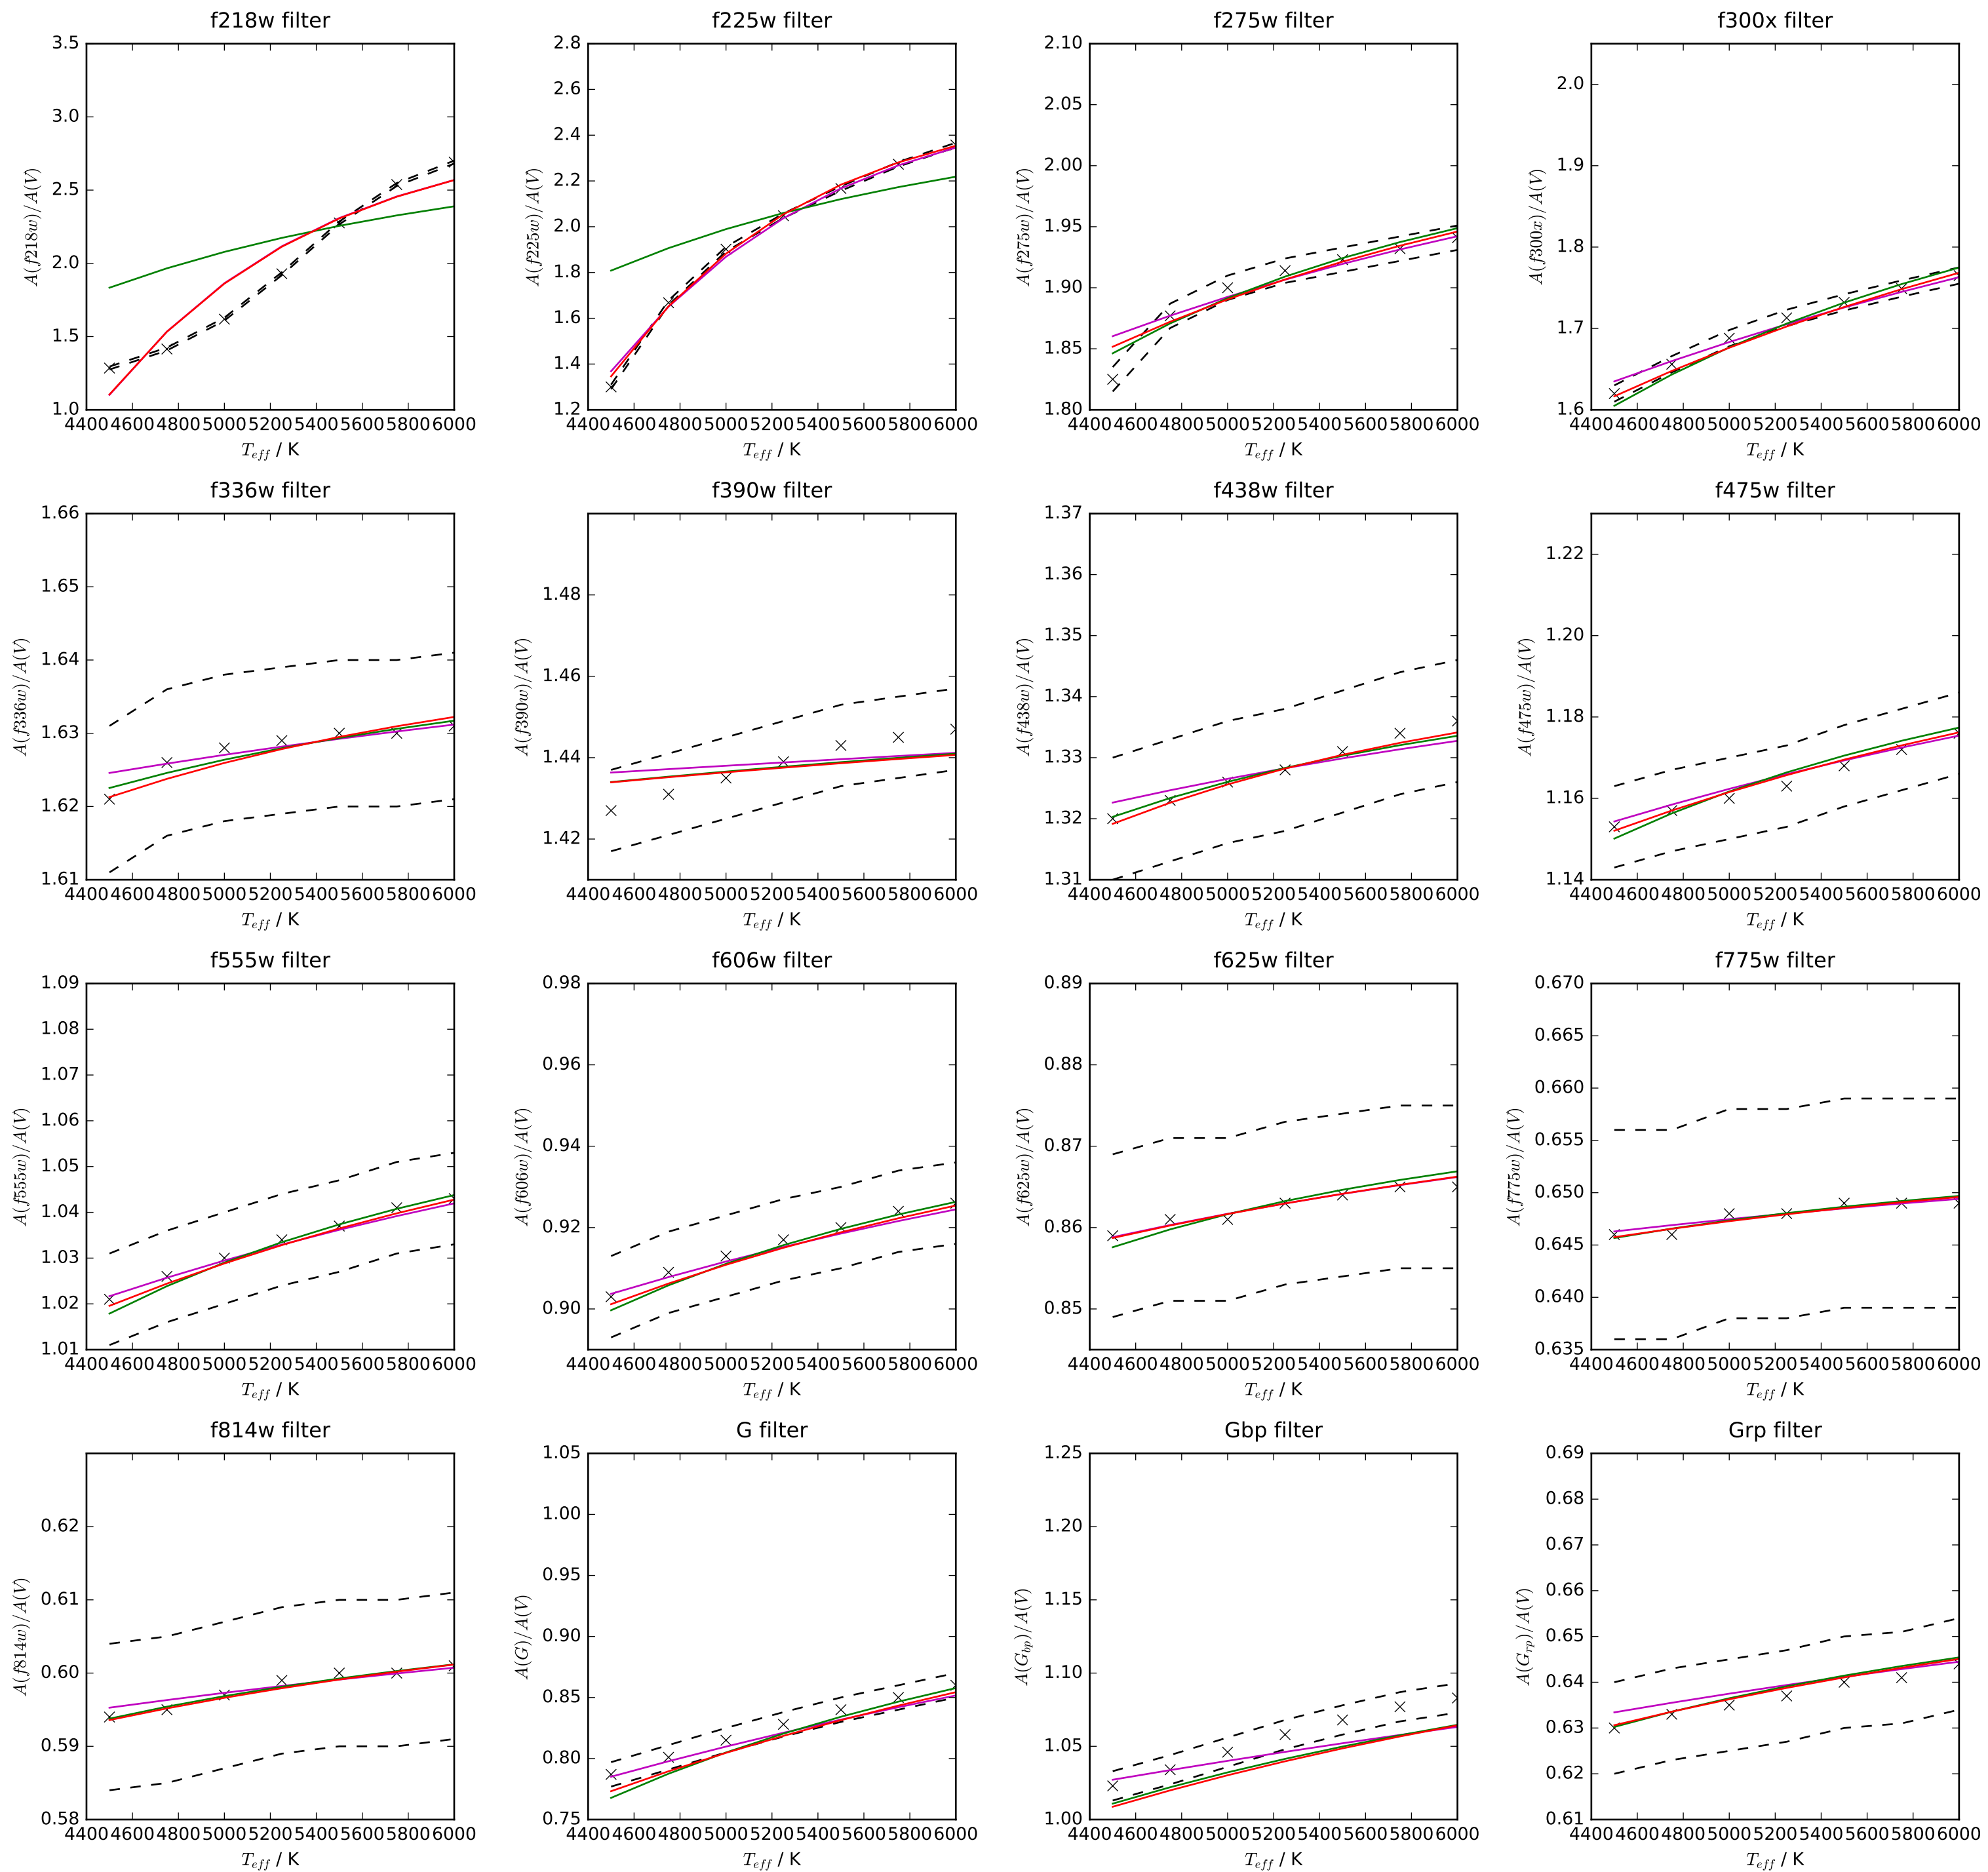 f218w filter f225w filter f275w filter f300x filter
3.5 2.8 2.10
2.0
3.0 2.6 2.05
2.4 1.9
2.5 2.00
2.2
A(f218w)/A(V) A(f225w)/A(V) A(f275w)/A(V) A(f300x)/A(V)
2.0 2.0 1.95 1.8
1.8 1.90
1.5 1.6 1.7
1.4 1.85
1.0 1.2 1.80 1.6
4400 4600 4800 5000 5200 5400 5600 5800 6000 4400 4600 4800 5000 5200 5400 5600 5800 6000 4400 4600 4800 5000 5200 5400 5600 5800 6000 4400 4600 4800 5000 5200 5400 5600 5800 6000
T_eff / K T_eff / K T_eff / K T_eff / K
f336w filter f390w filter f438w filter f475w filter
1.66 1.37
1.22
1.65 1.48 1.36
1.20
1.64 1.46 1.35
A(f336w)/A(V) A(f390w)/A(V) A(f438w)/A(V) A(f475w)/A(V)
1.34 1.18
1.63 1.44 1.33
1.16
1.62 1.42 1.32
1.61 1.31 1.14
4400 4600 4800 5000 5200 5400 5600 5800 6000 4400 4600 4800 5000 5200 5400 5600 5800 6000 4400 4600 4800 5000 5200 5400 5600 5800 6000 4400 4600 4800 5000 5200 5400 5600 5800 6000
T_eff / K T_eff / K T_eff / K T_eff / K
f555w filter f606w filter f625w filter f775w filter
1.09 0.98 0.89 0.670
1.08 0.665
1.07 0.96 0.88 0.660
1.06 0.94 0.87 0.655
A(f555w)/A(V) A(f606w)/A(V) A(f625w)/A(V) A(f775w)/A(V)
1.05 0.650
1.04 0.92 0.86 0.645
1.03
1.02 0.90 0.85 0.640
1.01 0.635
4400 4600 4800 5000 5200 5400 5600 5800 6000 4400 4600 4800 5000 5200 5400 5600 5800 6000 4400 4600 4800 5000 5200 5400 5600 5800 6000 4400 4600 4800 5000 5200 5400 5600 5800 6000
T_eff / K T_eff / K T_eff / K T_eff / K
f814w filter G filter Gbp filter Grp filter
1.05 1.25 0.69
0.62 1.00 1.20 0.68
0.67
0.61 0.95 1.15 0.66
A(f814w)/A(V) A(G)/A(V) A(G_bp)/A(V) A(G_rp)/A(V)
0.90 0.65
0.60 0.85 1.10 0.64
0.59 0.80 1.05 0.63
0.62
0.58 0.75 1.00 0.61
4400 4600 4800 5000 5200 5400 5600 5800 6000 4400 4600 4800 5000 5200 5400 5600 5800 6000 4400 4600 4800 5000 5200 5400 5600 5800 6000 4400 4600 4800 5000 5200 5400 5600 5800 6000
T_eff / K T_eff / K T_eff / K T_eff / K